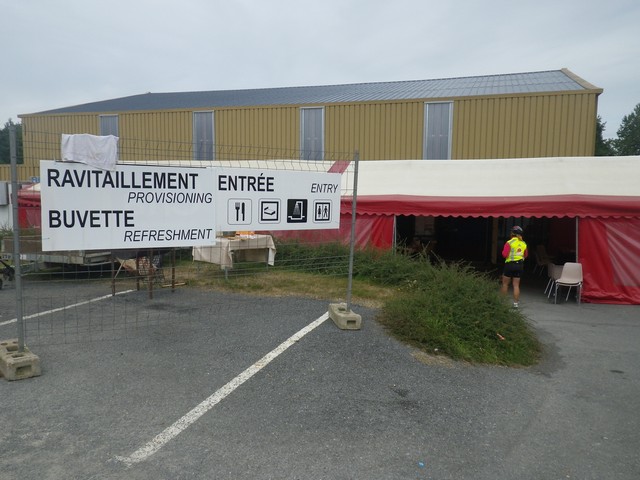 RAVITAILLEMENT
PROVISIONING
BUVETTE
REFRESHMENT
ENTRÉE
ENTRY